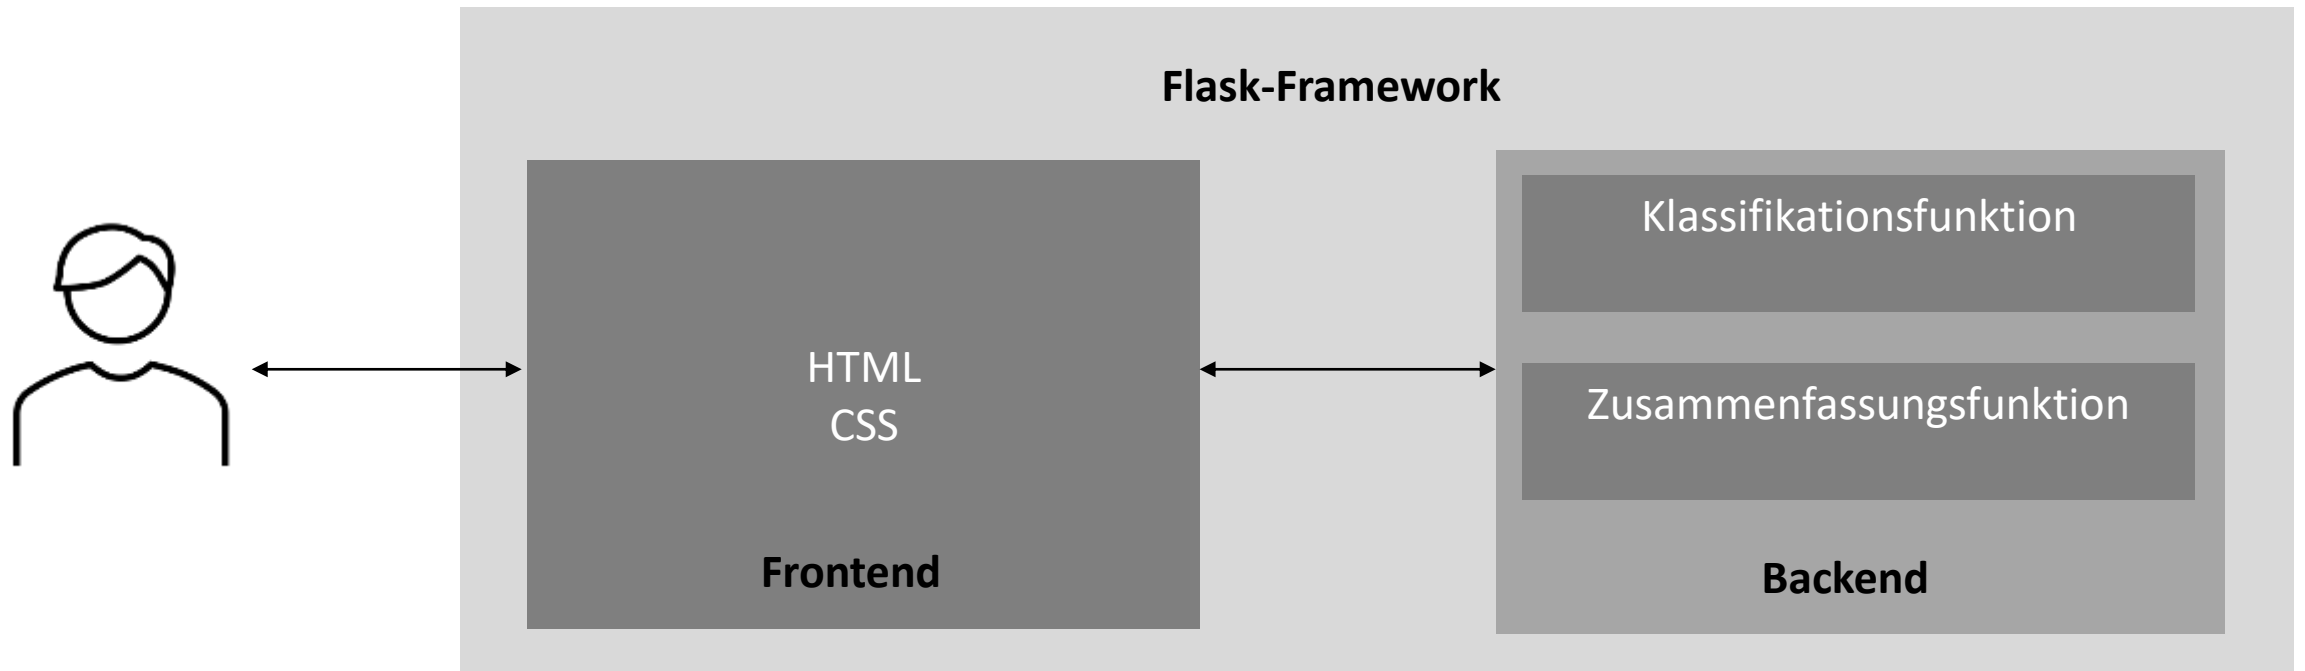 Flask-Framework
HTML
CSS
Frontend
Klassifikationsfunktion
Zusammenfassungsfunktion
Backend